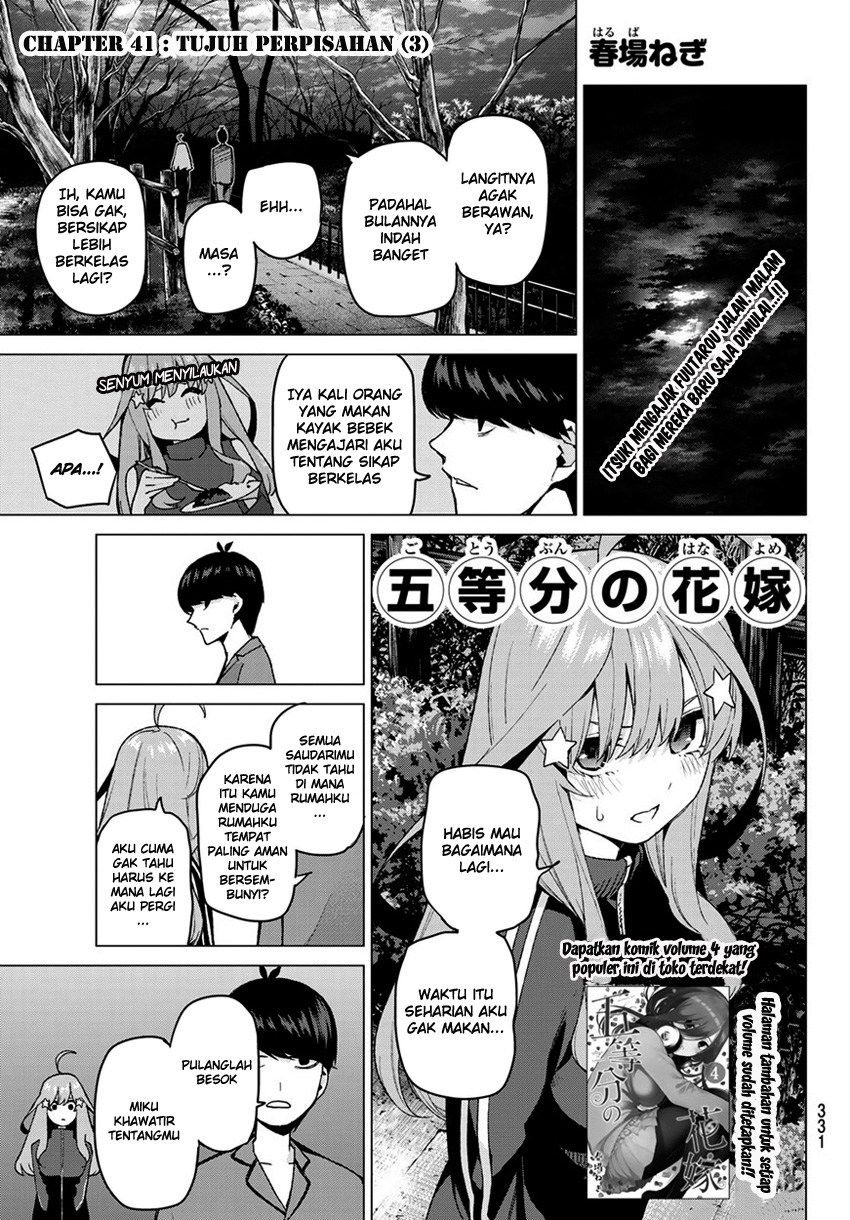 CHAPTER 41 : TUJUH PERPISAHAN (3)
はる ば
春場ねぎ
ITSUKI MENGAJAK FUUTAROU JALAN. MALAM
BAGI MEREKA BARU SAJA DIMULAI..!!
LANGITNYA
AGAK
BERAWAN,
YA?
PADAHAL
BULANNYA
INDAH
BANGET
EHH...
MASA
...?
IH, KAMU
BISA GAK,
BERSIKAP
LEBIH
BERKELAS
LAGI?
IYA KALI ORANG
YANG MAKAN
KAYAK BEBEK
MENGAJARI AKU
TENTANG SIKAP
BERKELAS
SENYUM MENYILAUKAN
APA...!
ご とう ぶん はな よめ
五等分の花嫁
HABIS MAU
BAGAIMANA
LAGI...
WAKTU ITU
SEHARIAN AKU
GAK MAKAN...
Dapatkan komik volume 4 yang
populer ini di toko terdekat!
五等分の
花嫁
4
Halaman tambahan untuk setiap
volume sudah ditetapkan!!
SEMUA
SAUDARIMU
TIDAK TAHU
DI MANA
RUMAHKU
...
KARENA
ITU KAMU
MENDUGA
RUMAHKU
TEMPAT
PALING AMAN
UNTUK
BERSEM-
BUNYI?
AKU CUMA
GAK TAHU
HARUS KE
MANA LAGI
AKU PERGI
...
PULANGLAH
BESOK
MIKU
KHAWATIR
TENTANGMU
331